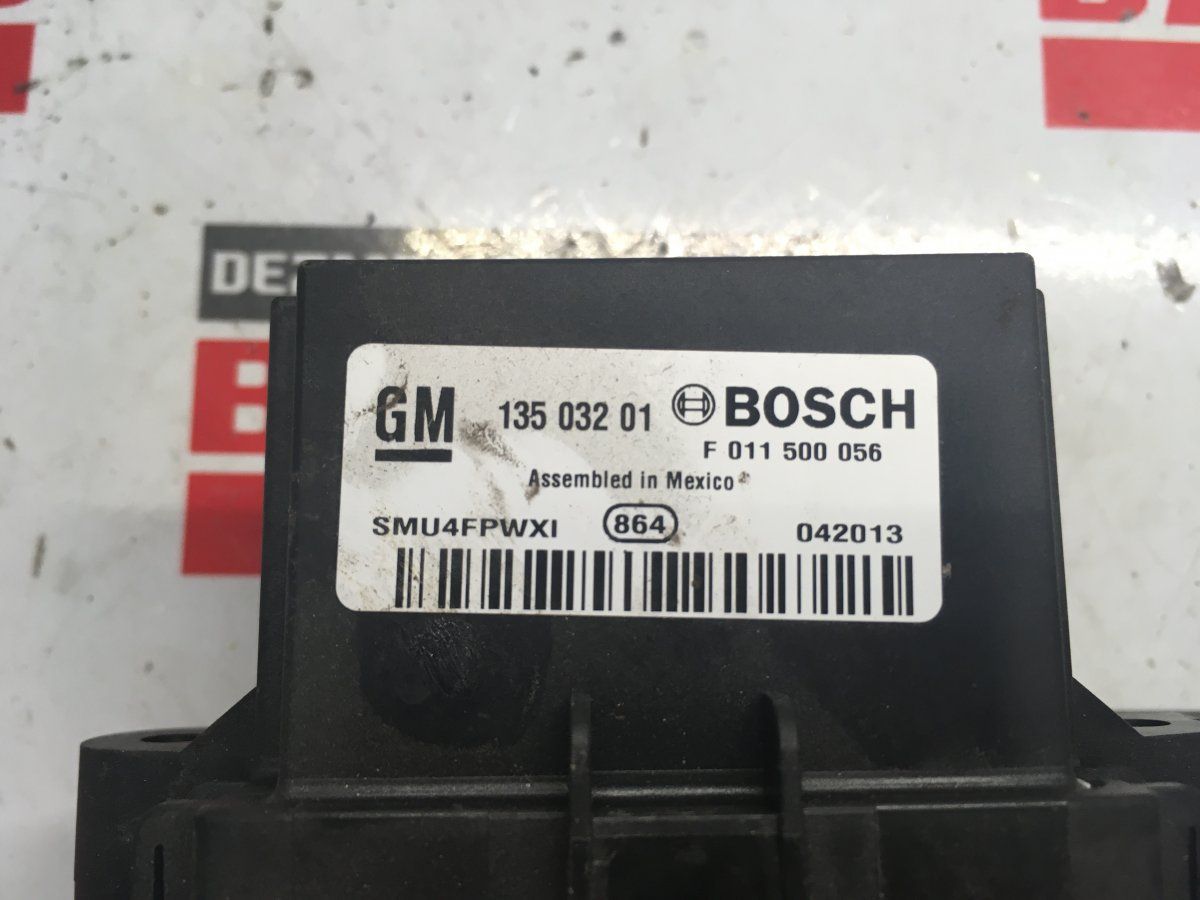 GM 135 032 01 BOSCH
F 011 500 056
Assembled in Mexico
SMU4FPWXI 864 042013